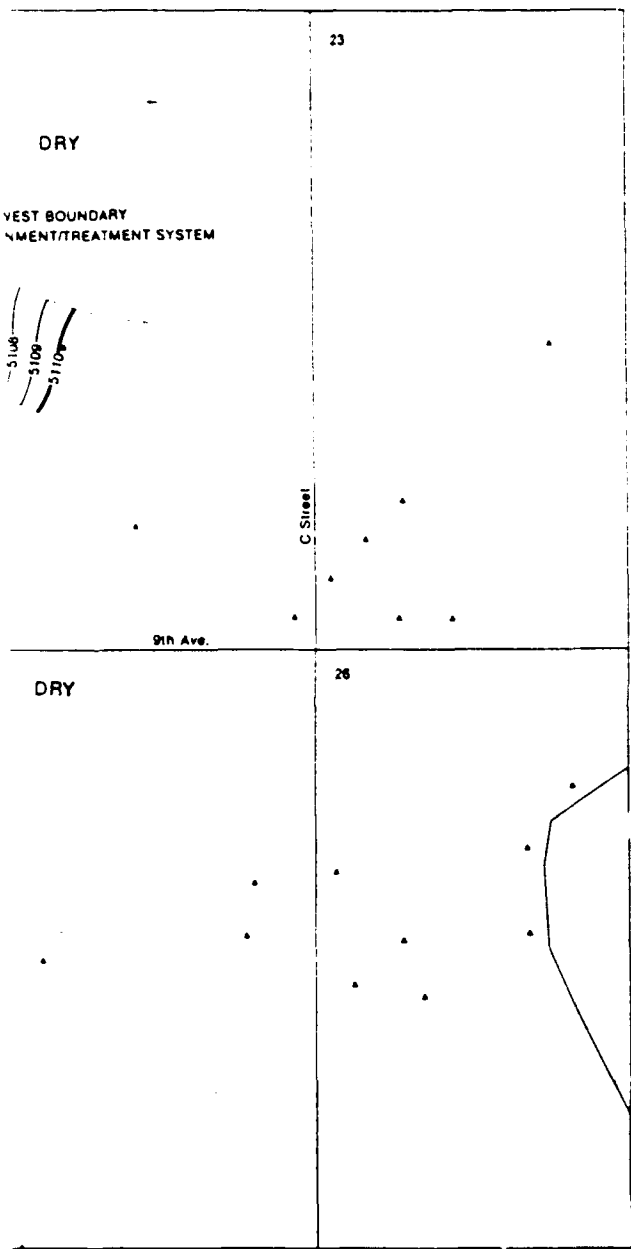 23
DRY
VEST BOUNDARY
NMENT/TREATMENT SYSTEM
5108
5109
5110
C Street
9th Ave.
DRY
26